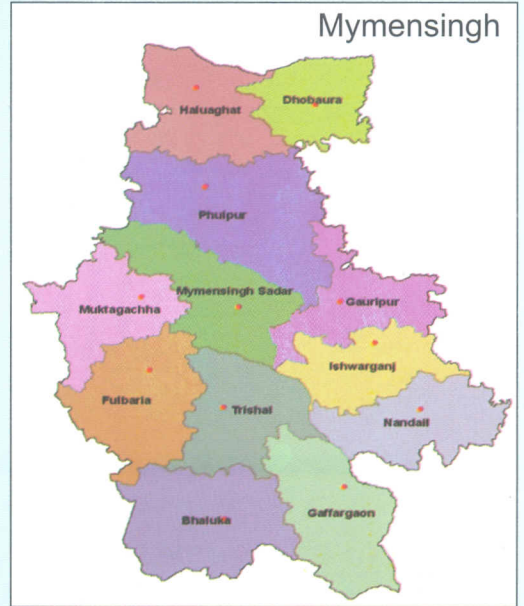 Mymensingh
Haluaghat
Dhobaura
Phulpur
Mymensingh Sadar
Gauripur
Muktagachha
Ishwarganj
Fulbaria
Trishal
Nandail
Gaffargaon
Bhaluka